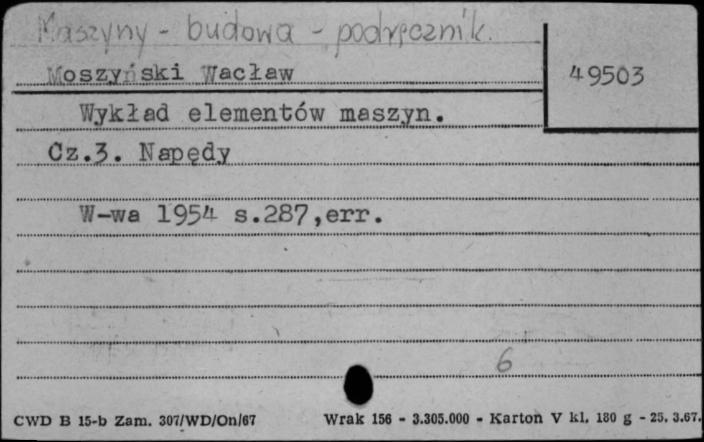 Maszyny - budowa - podręcznik.
Moszyński Wacław
49503
Wykład elementów maszyn.
Cz.3. Napędy
W-wa 1954 s.287,err.
6
CWD B 15-b Zam. 307/WD/On/67 Wrak 156 - 3.305.000 - Karton V kl. 180 g - 25. 3.67.